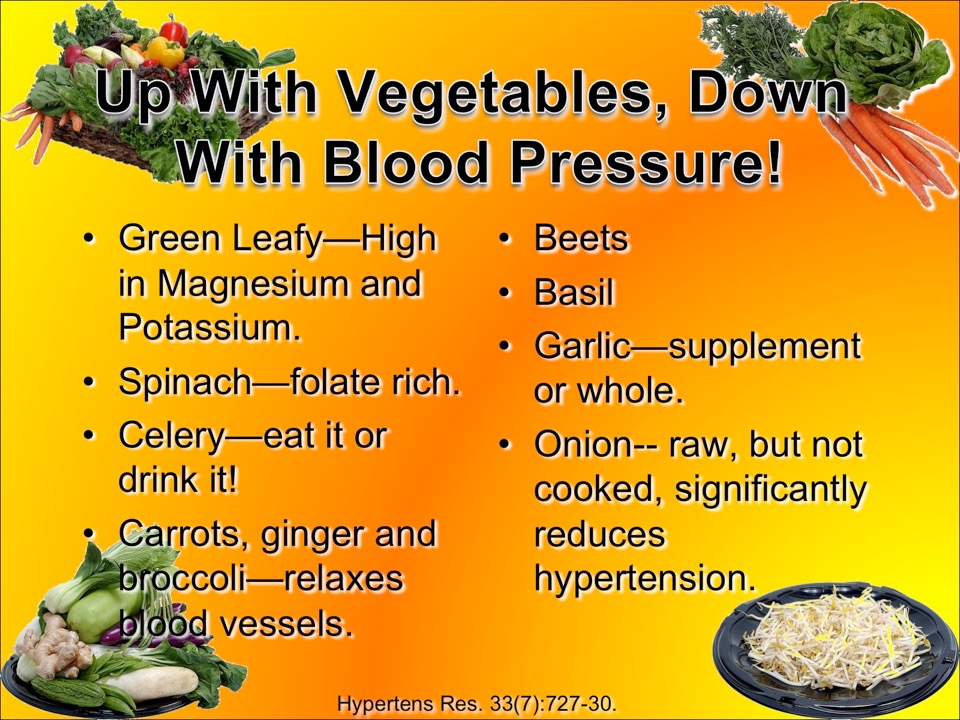 Up With Vegetables, Down
With Blood Pressure!
• Green Leafy—High
in Magnesium and
Potassium.
• Spinach—folate rich.
• Celery—eat it or
drink it!
• Carrots, ginger and
broccoli—relaxes
blood vessels.
• Beets
• Basil
• Garlic—supplement
or whole.
• Onion-- raw, but not
cooked, significantly
reduces
hypertension.
Hypertens Res. 33(7):727-30.